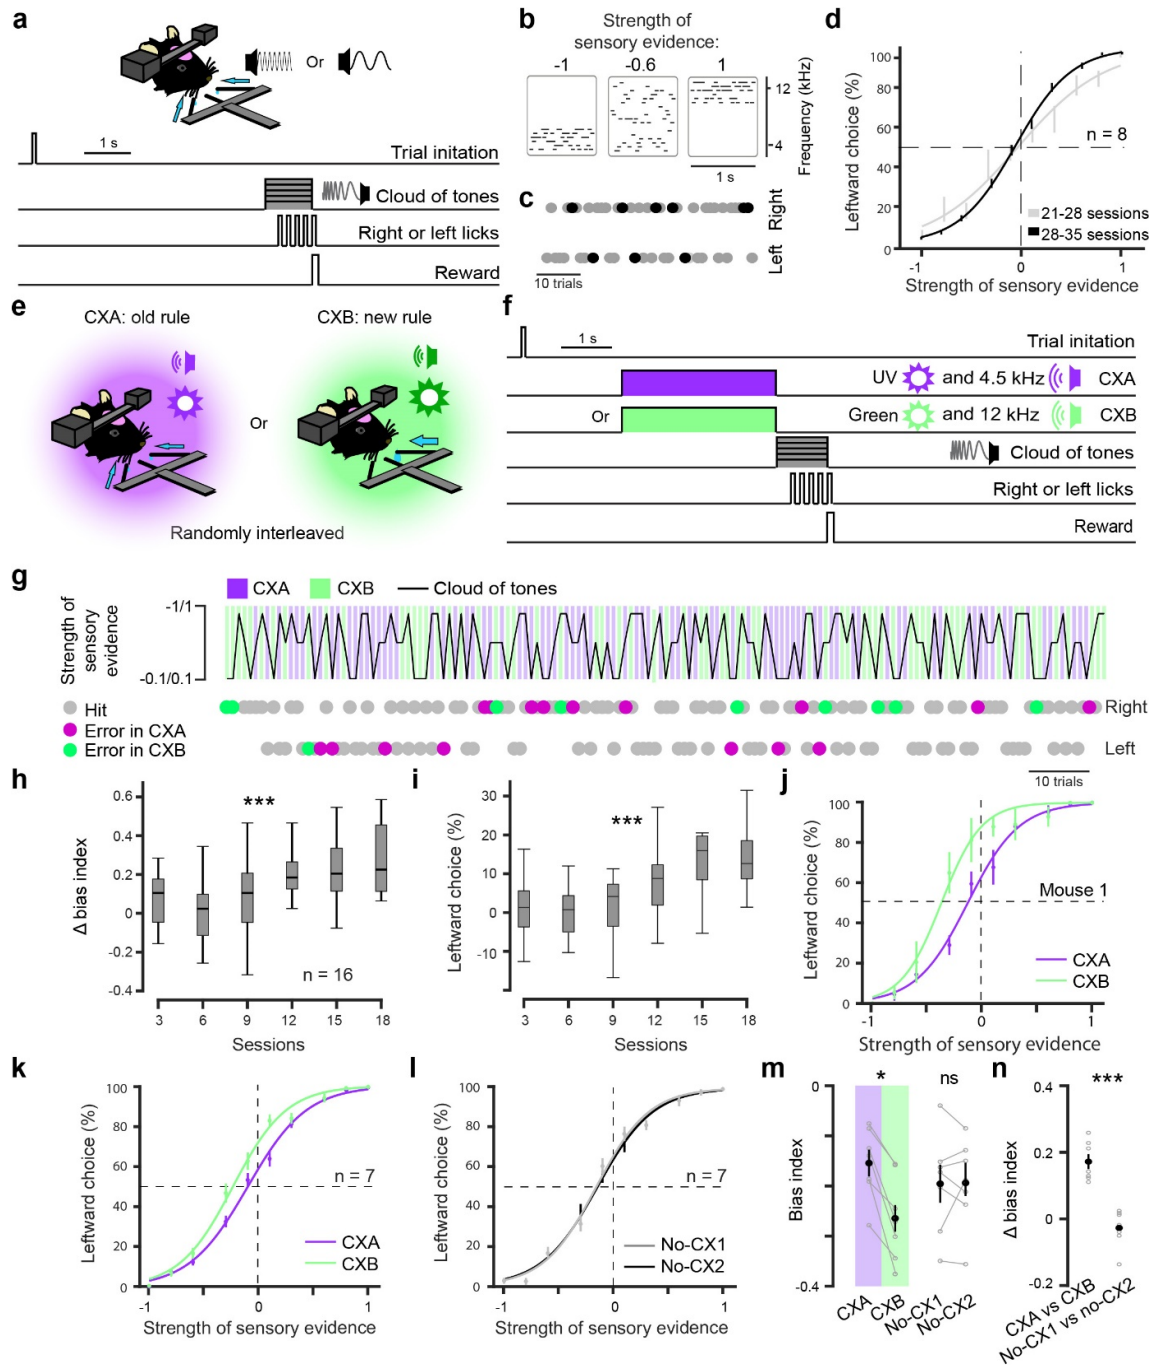 a
Or
1 s
Trial initation
Cloud of tones
Right or left licks
Reward
b
Strength of
sensory evidence:
-1
-0.6
1
12
4
Frequency (kHz)
1 s
c
Right
Left
10 trials
d
100
80
60
40
20
0
Leftward choice (%)
n = 8
21-28 sessions
28-35 sessions
-1
0
1
Strength of sensory evidence
e
CXA: old rule
CXB: new rule
Or
Randomly interleaved
f
1 s
Trial initation
UV and 4.5 kHz CXA
Or
Green and 12 kHz CXB
Cloud of tones
Right or left licks
Reward
g
CXA
CXB
Cloud of tones
Strength of
sensory
evidence
-1/1
-0.1/0.1
Hit
Error in CXA
Error in CXB
Right
Left
10 trials
h
0.6
0.4
0.2
0
-0.2
-0.4
Δ bias index
***
n = 16
3 6 9 12 15 18
Sessions
i
30
20
10
0
-10
Leftward choice (%)
***
3 6 9 12 15 18
Sessions
j
100
80
60
40
20
0
Leftward choice (%)
Mouse 1
CXA
CXB
-1 0 1
Strength of sensory evidence
k
100
80
60
40
20
0
Leftward choice (%)
n = 7
CXA
CXB
-1 0 1
Strength of sensory evidence
l
100
80
60
40
20
0
Leftward choice (%)
n = 7
No-CX1
No-CX2
-1 0 1
Strength of sensory evidence
m
0
-0.4
Bias index
*
ns
CXA
CXB
No-CX1
No-CX2
n
0.4
0.2
0
-0.2
Δ bias index
***
CXA vs CXB
No-CX1 vs no-CX2